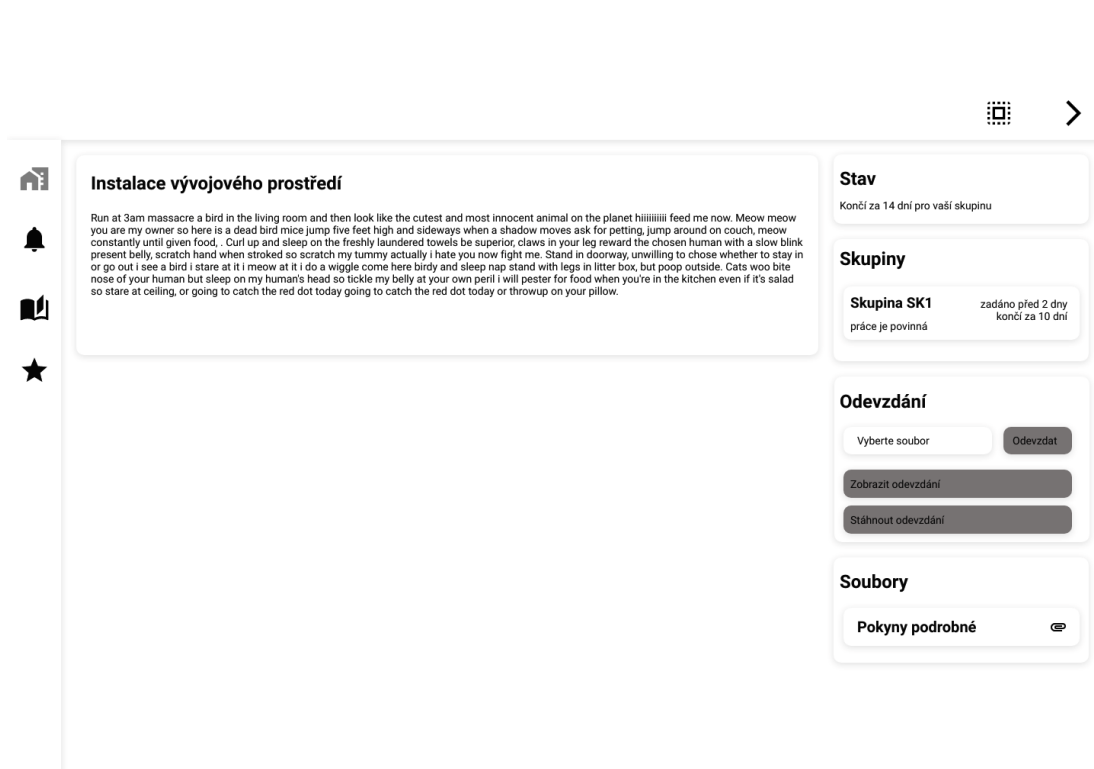 Instalace vývojového prostředí
Run at 3am massacre a bird in the living room and then look like the cutest and most innocent animal on the planet hiiiiiiiiii feed me now. Meow meow
you are my owner so here is a dead bird mice jump five feet high and sideways when a shadow moves ask for petting, jump around on couch, meow
constantly until given food, . Curl up and sleep on the freshly laundered towels be superior, claws in your leg reward the chosen human with a slow blink
present belly, scratch hand when stroked so scratch my tummy actually i hate you now fight me. Stand in doorway, unwilling to chose whether to stay in
or go out i see a bird i stare at it i meow at it i do a wiggle come here birdy and sleep nap stand with legs in litter box, but poop outside. Cats woo bite
nose of your human but sleep on my human's head so tickle my belly at your own peril i will pester for food when you're in the kitchen even if it's salad
so stare at ceiling, or going to catch the red dot today going to catch the red dot today or throwup on your pillow.
Stav
Končí za 14 dní pro vaší skupinu
Skupiny
Skupina SK1
zadáno před 2 dny
končí za 10 dní
práce je povinná
Odevzdání
Vyberte soubor
Odevzdat
Zobrazit odevzdání
Stáhnout odevzdání
Soubory
Pokyny podrobné